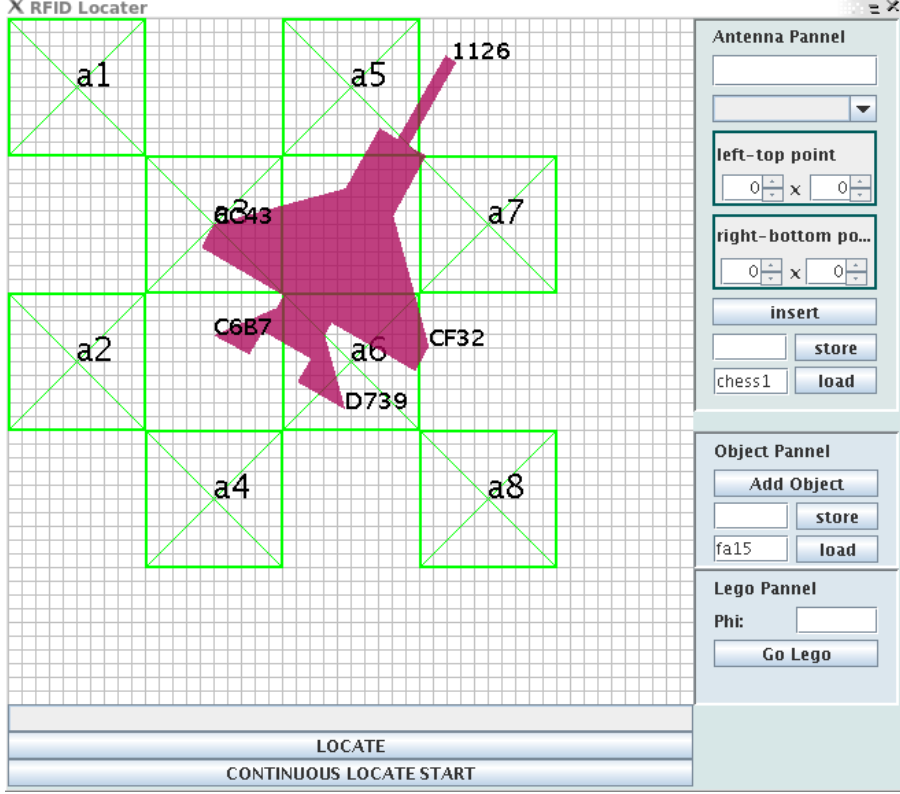 X RFID Locater
a1
a5
1126
a3
6C43
a7
a2
C6B7
a6
CF32
D739
a4
a8
LOCATE
CONTINUOUS LOCATE START
Antenna Pannel
left-top point
0 x 0
right-bottom po...
0 x 0
insert
store
chess1 load
Object Pannel
Add Object
store
fa15 load
Lego Pannel
Phi:
Go Lego